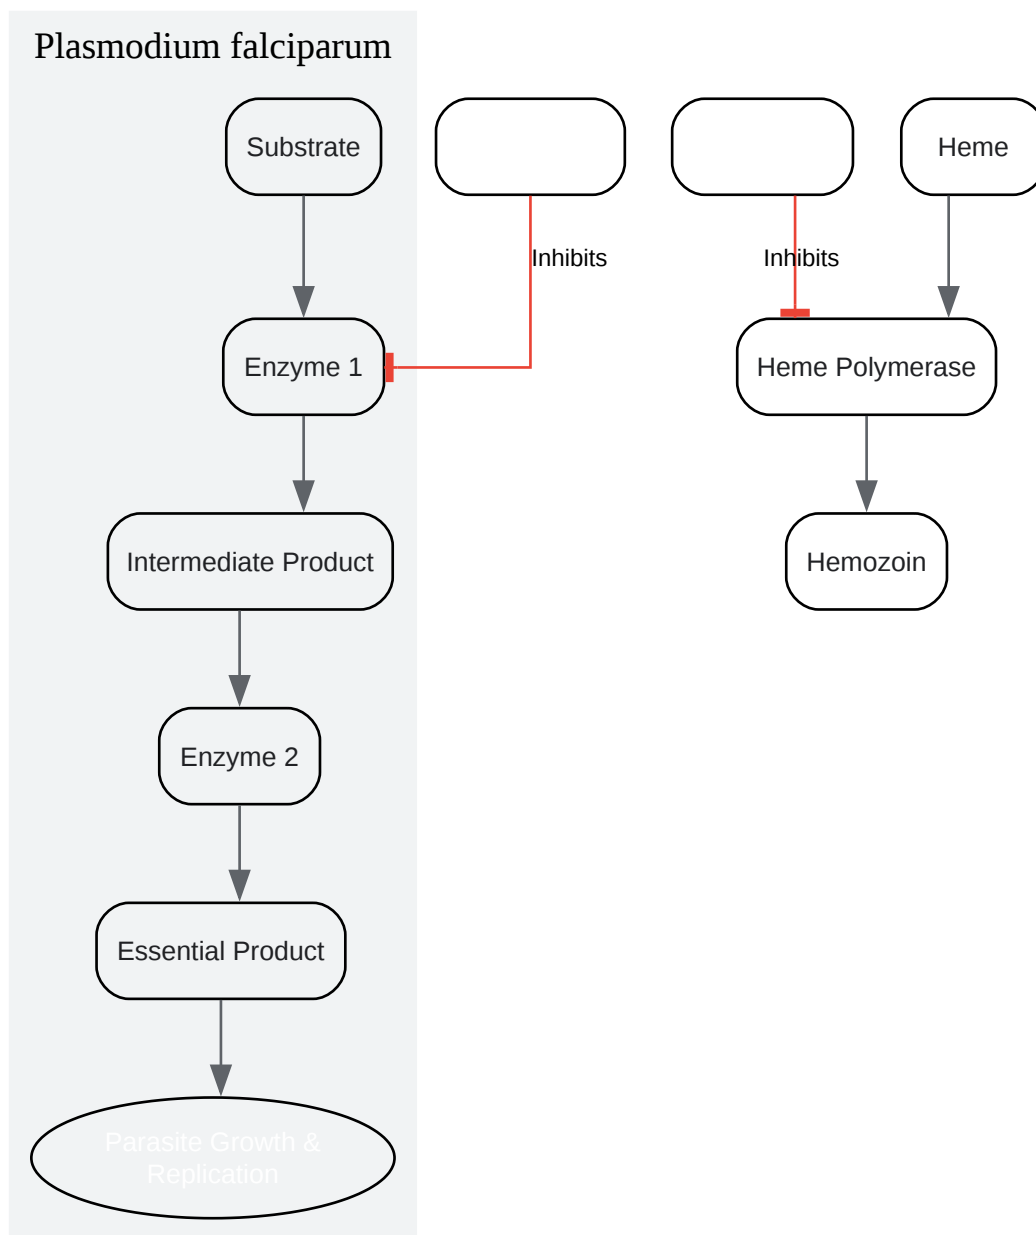 Plasmodium falciparum
Substrate
Heme
Inhibits
Inhibits
Enzyme 1
Heme Polymerase
Intermediate Product
Hemozoin
Enzyme 2
Essential Product
Parasite Growth &
Replication